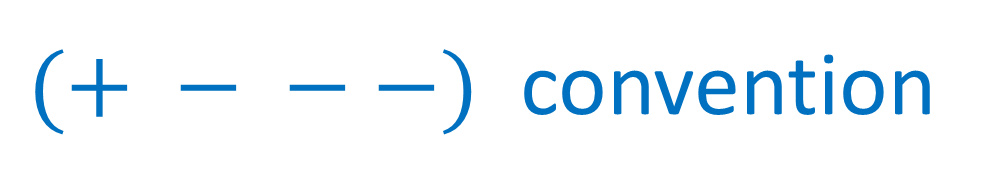 (+ − − −) convention